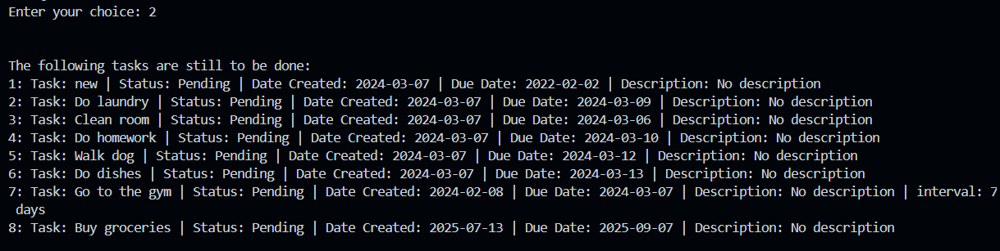 Enter your choice: 2
The following tasks are still to be done:
1: Task: new | Status: Pending | Date Created: 2024-03-07 | Due Date: 2022-02-02 | Description: No description
2: Task: Do laundry | Status: Pending | Date Created: 2024-03-07 | Due Date: 2024-03-09 | Description: No description
3: Task: Clean room | Status: Pending | Date Created: 2024-03-07 | Due Date: 2024-03-06 | Description: No description
4: Task: Do homework | Status: Pending | Date Created: 2024-03-07 | Due Date: 2024-03-10 | Description: No description
5: Task: Walk dog | Status: Pending | Date Created: 2024-03-07 | Due Date: 2024-03-12 | Description: No description
6: Task: Do dishes | Status: Pending | Date Created: 2024-03-07 | Due Date: 2024-03-13 | Description: No description
7: Task: Go to the gym | Status: Pending | Date Created: 2024-02-08 | Due Date: 2024-03-07 | Description: No description | interval: 7
days
8: Task: Buy groceries | Status: Pending | Date Created: 2025-07-13 | Due Date: 2025-09-07 | Description: No description